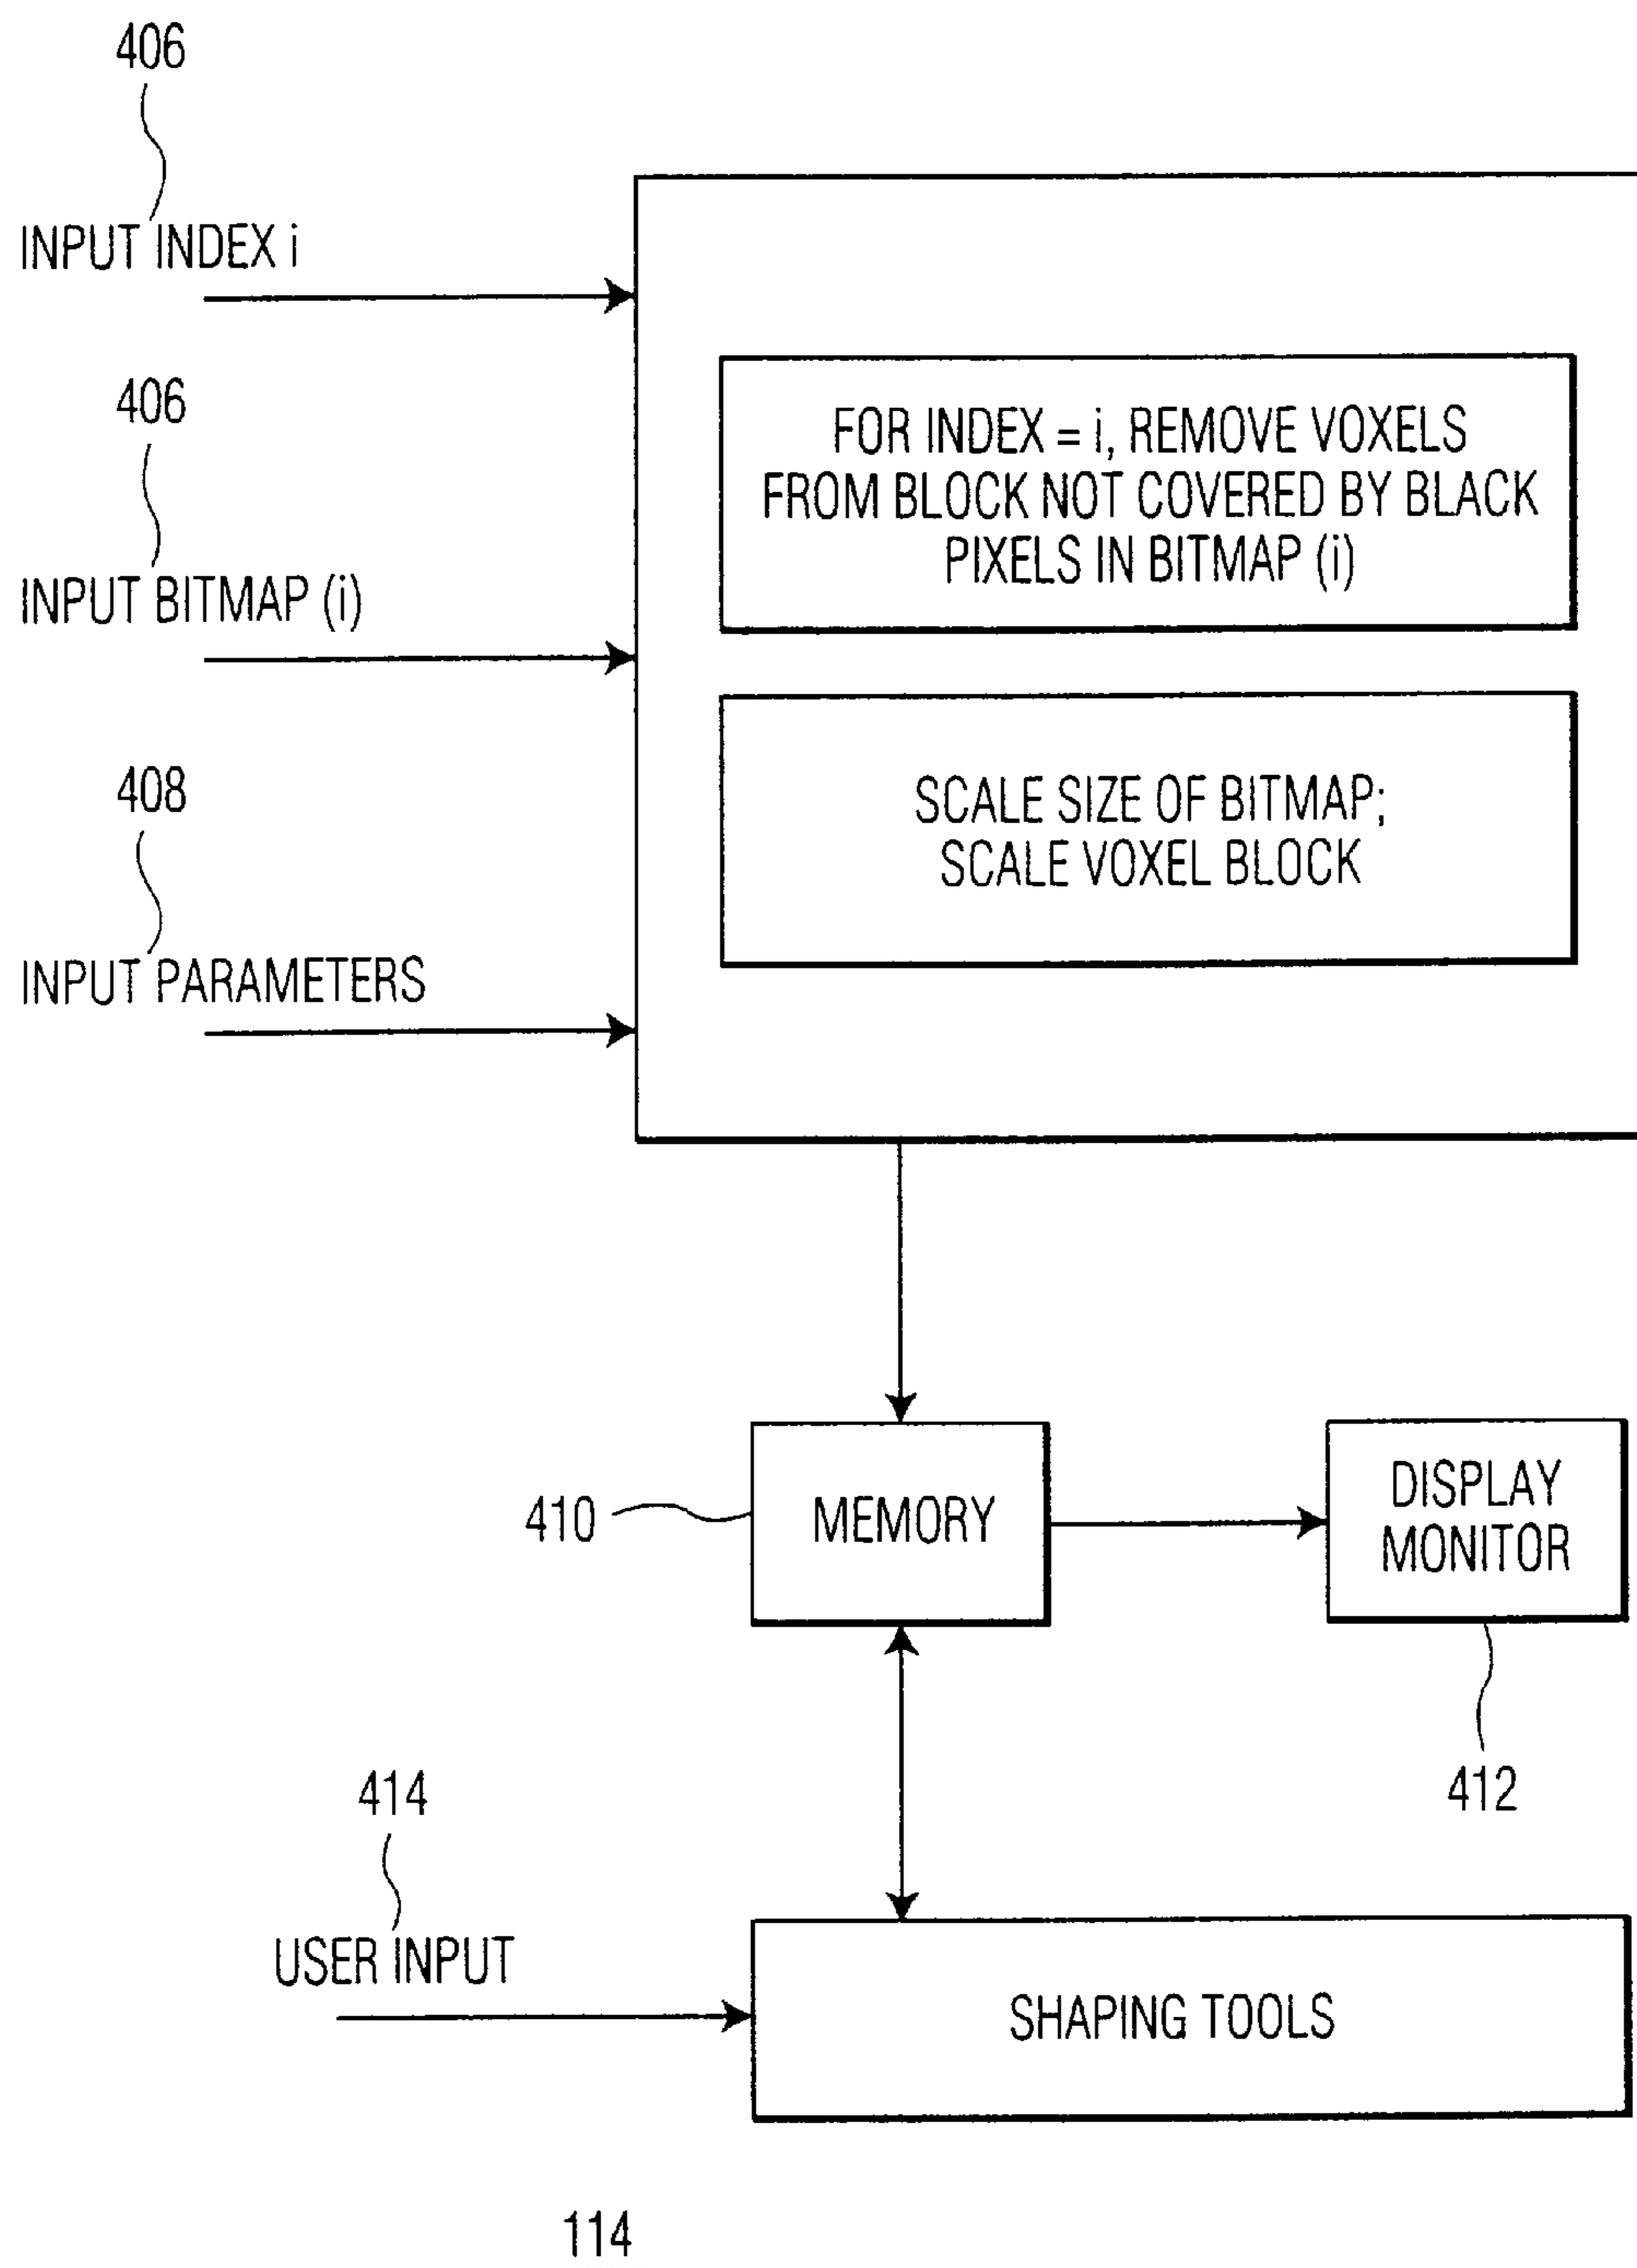 406
INPUT INDEX i
FOR INDEX = i, REMOVE VOXELS
FROM BLOCK NOT COVERED BY BLACK
PIXELS IN BITMAP (i)
406
INPUT BITMAP (i)
SCALE SIZE OF BITMAP;
SCALE VOXEL BLOCK
408
INPUT PARAMETERS
410
MEMORY
DISPLAY
MONITOR
412
414
USER INPUT
SHAPING TOOLS
114